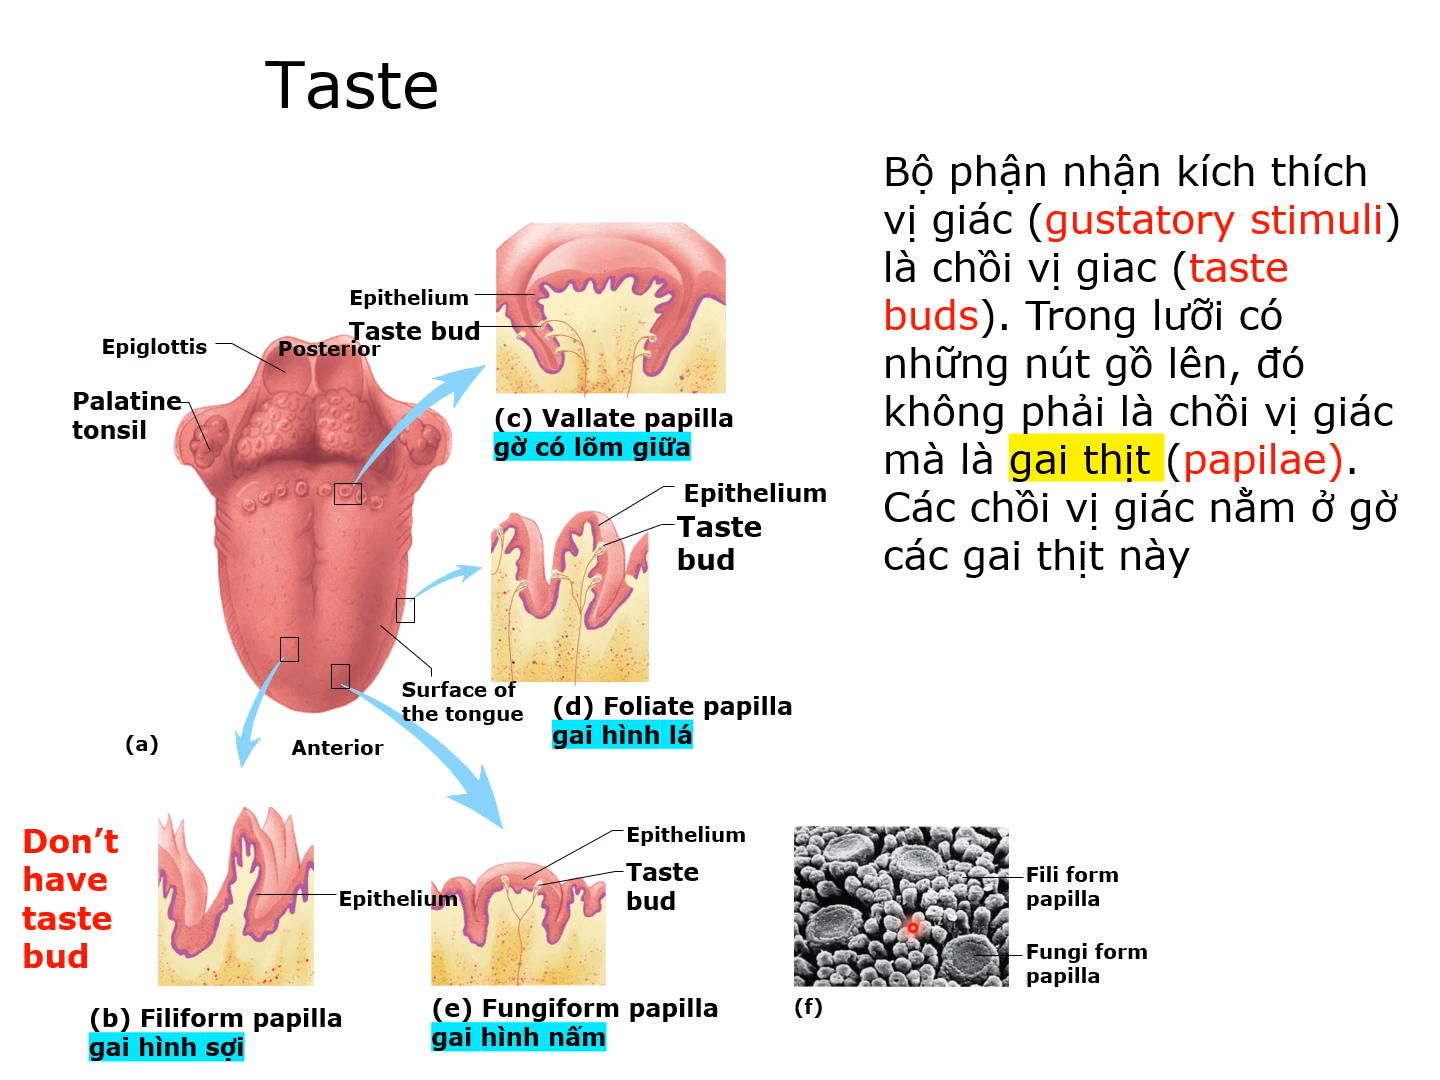 Taste
Bộ phận nhận kích thích
vị giác (gustatory stimuli)
là chồi vị giac (taste
buds). Trong lưỡi có
những nút gồ lên, đó
không phải là chồi vị giác
mà là gai thịt (papilae).
Các chồi vị giác nằm ở gờ
các gai thịt này
Epithelium
Taste bud
Epiglottis
Posterior
Palatine
tonsil
(c) Vallate papilla
gờ có lõm giữa
Epithelium
Taste
bud
Surface of
the tongue
(d) Foliate papilla
gai hình lá
(a)
Anterior
Don’t
have
taste
bud
Epithelium
(b) Filiform papilla
gai hình sợi
Epithelium
Taste
bud
(e) Fungiform papilla
gai hình nấm
Fili form
papilla
Fungi form
papilla
(f)